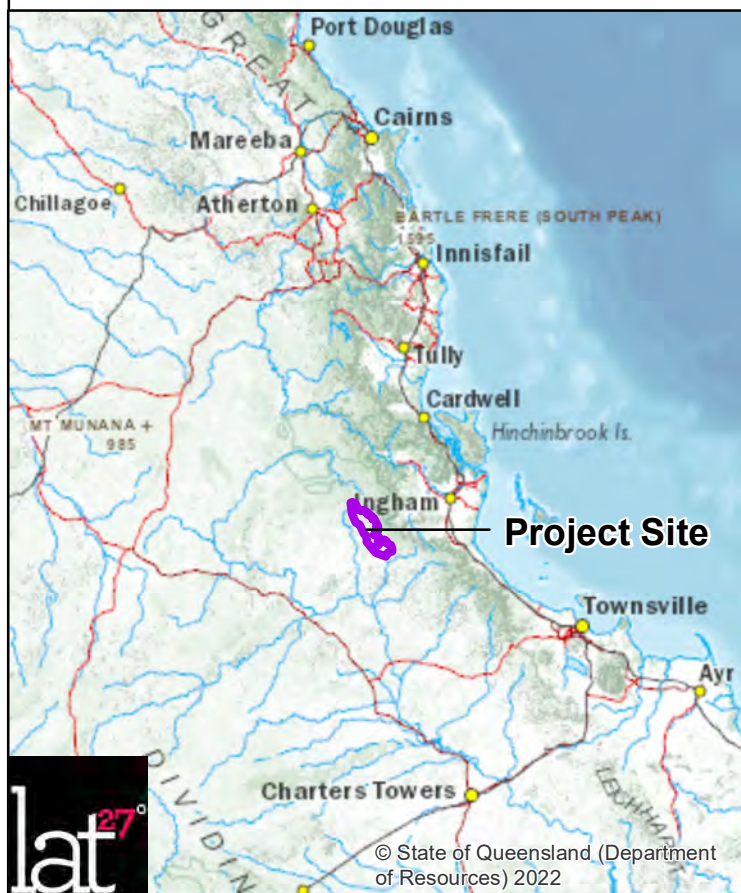 Port Douglas
GREAT
Cairns
Mareeba
Chillagoe
Atherton
BARTLE FRERE (SOUTH PEAK)
1595
Innisfail
Tully
Cardwell
MT MUNANA +
985
Hinchinbrook Is.
Ingham
Project Site
Townsville
Ayr
DIVIDIN
Charters Towers
LEICHHAR
lat27°
© State of Queensland (Department
of Resources) 2022